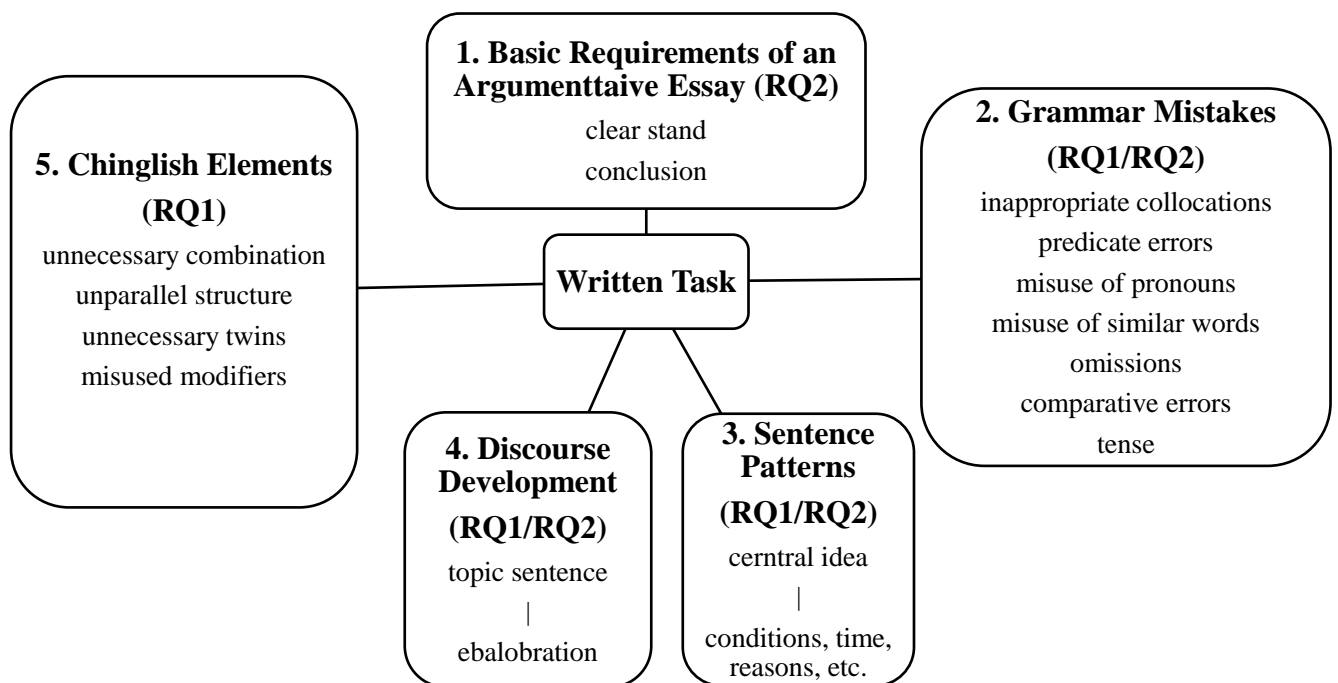 1. Basic Requirements of an
Argumenttaive Essay (RQ2)
clear stand
conclusion
2. Grammar Mistakes
(RQ1/RQ2)
inappropriate collocations
predicate errors
misuse of pronouns
misuse of similar words
omissions
comparative errors
tense
5. Chinglish Elements
(RQ1)
unnecessary combination
unparallel structure
unnecessary twins
misused modifiers
Written Task
4. Discourse
Development
(RQ1/RQ2)
topic sentence
|
ebalobration
3. Sentence
Patterns
(RQ1/RQ2)
cerntral idea
|
conditions, time,
reasons, etc.